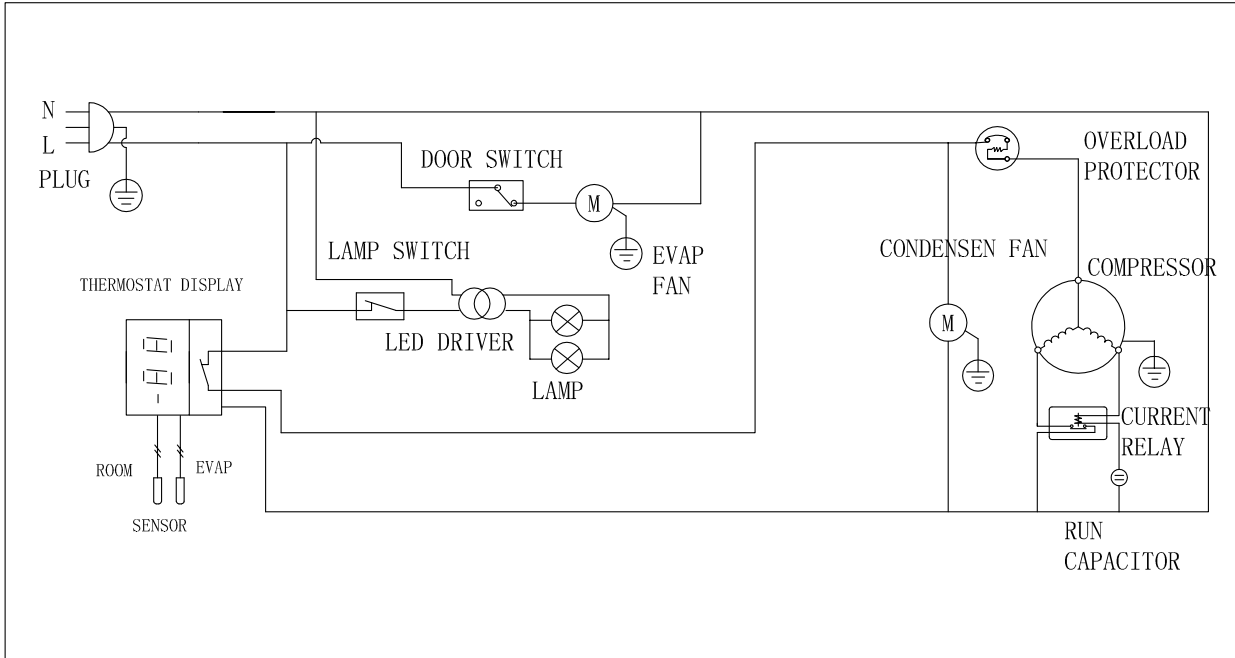 N
L
PLUG
DOOR SWITCH
M
EVAP
FAN
LAMP SWITCH
LED DRIVER
LAMP
THERMOSTAT DISPLAY
ROOM
EVAP
SENSOR
OVERLOAD
PROTECTOR
CONDENSEN FAN
M
COMPRESSOR
CURRENT
RELAY
RUN
CAPACITOR